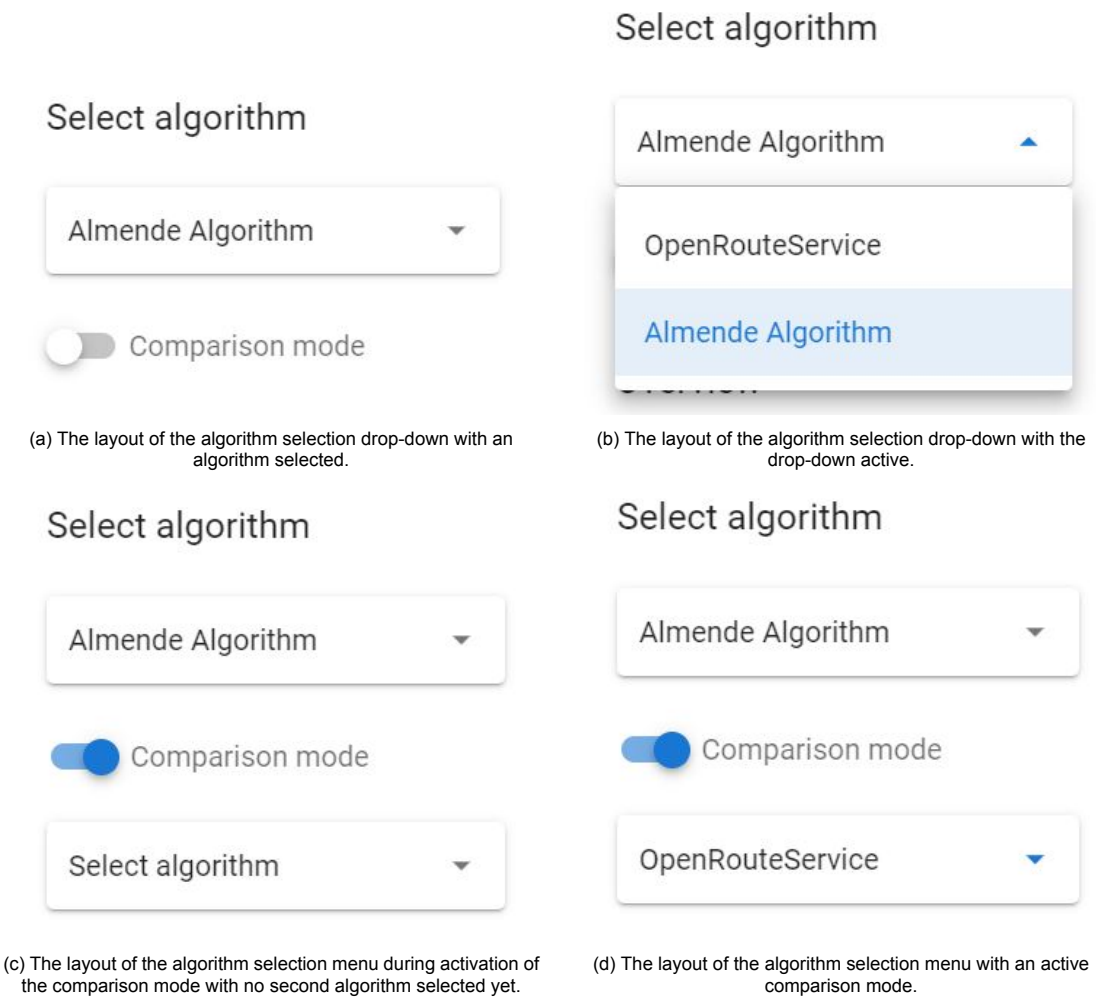 Select algorithm
Almende Algorithm
Comparison mode
(a) The layout of the algorithm selection drop-down with an
algorithm selected.
Select algorithm
Almende Algorithm
OpenRouteService
Almende Algorithm
(b) The layout of the algorithm selection drop-down with the
drop-down active.
Select algorithm
Almende Algorithm
Comparison mode
Select algorithm
(c) The layout of the algorithm selection menu during activation of
the comparison mode with no second algorithm selected yet.
Select algorithm
Almende Algorithm
Comparison mode
OpenRouteService
(d) The layout of the algorithm selection menu with an active
comparison mode.